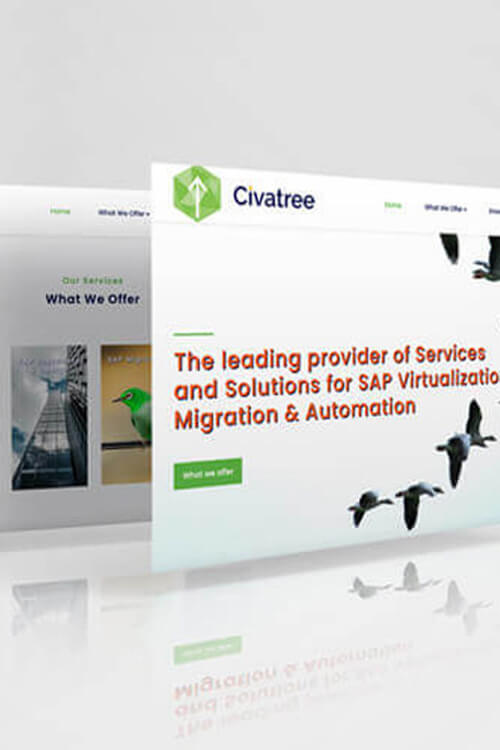 Civatree
Home
What We Offer
The leading provider of Services
and Solutions for SAP
Migration & Automation
What we offer
Home
What We Offer
Our Services
What We Offer